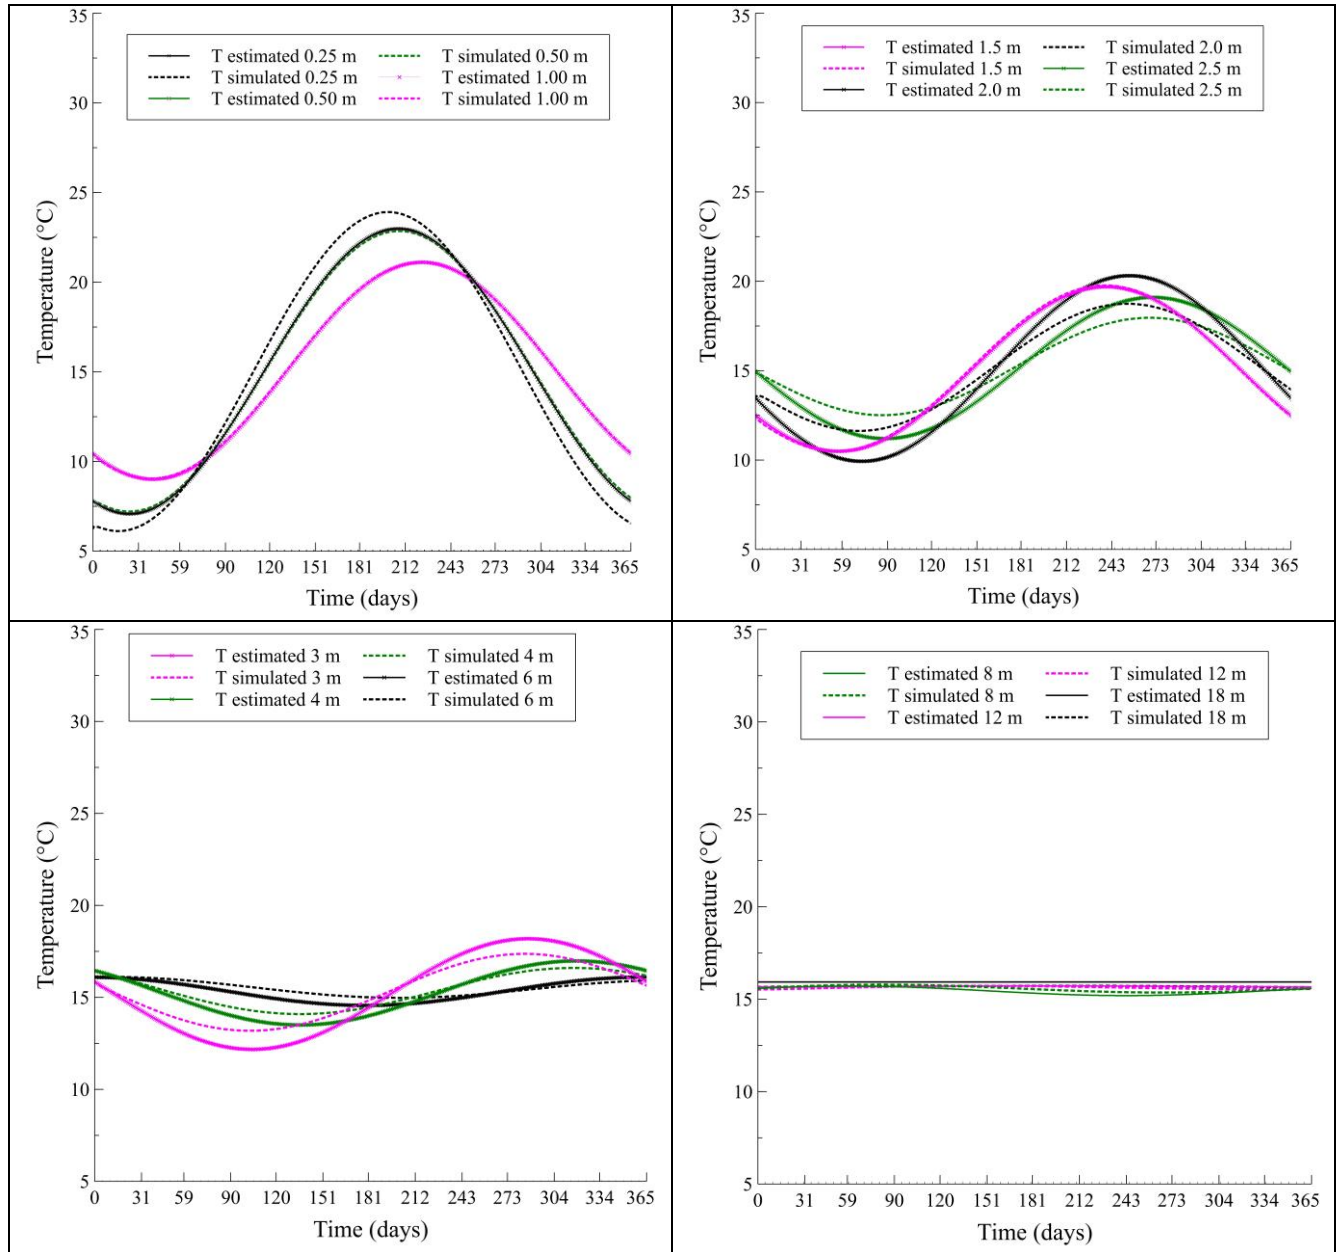 35
T estimated 0.25 m T simulated 0.50 m
T simulated 0.25 m T estimated 1.00 m
T estimated 0.50 m T simulated 1.00 m
30
25
20
15
10
5
Temperature (°C)
0 31 59 90 120 151 181 212 243 273 304 334 365
Time (days)
35
T estimated 1.5 m T simulated 2.0 m
T simulated 1.5 m T estimated 2.5 m
T estimated 2.0 m T simulated 2.5 m
30
25
20
15
10
5
Temperature (°C)
0 31 59 90 120 151 181 212 243 273 304 334 365
Time (days)
35
T estimated 3 m T simulated 4 m
T simulated 3 m T estimated 6 m
T estimated 4 m T simulated 6 m
30
25
20
15
10
5
Temperature (°C)
0 31 59 90 120 151 181 212 243 273 304 334 365
Time (days)
35
T estimated 8 m T simulated 12 m
T simulated 8 m T estimated 18 m
T estimated 12 m T simulated 18 m
30
25
20
15
10
5
Temperature (°C)
0 31 59 90 120 151 181 212 243 273 304 334 365
Time (days)